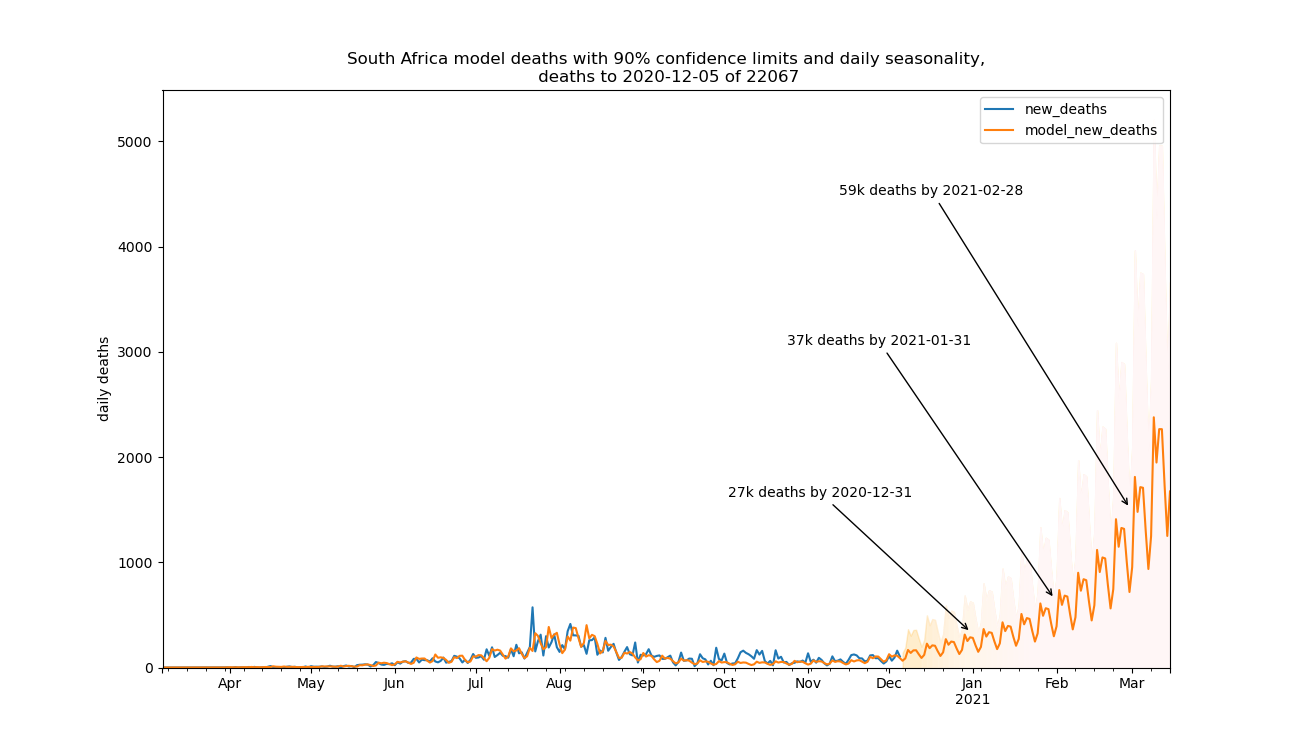 South Africa model deaths with 90% confidence limits and daily seasonality,
deaths to 2020-12-05 of 22067
new_deaths
model_new_deaths
59k deaths by 2021-02-28
37k deaths by 2021-01-31
27k deaths by 2020-12-31
daily deaths
5000
4000
3000
2000
1000
0
Apr May Jun Jul Aug Sep Oct Nov Dec Jan Feb Mar
2021